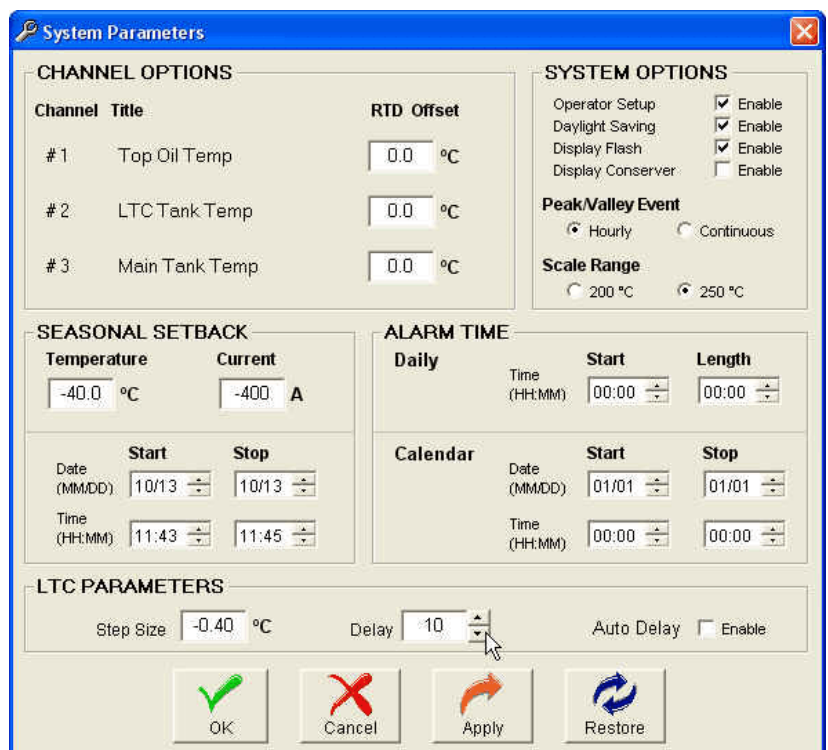 System Parameters
CHANNEL OPTIONS
Channel Title RTD Offset
#1 Top Oil Temp 0.0 ºC
#2 LTC Tank Temp 0.0 ºC
#3 Main Tank Temp 0.0 ºC
SYSTEM OPTIONS
Operator Setup Enable
Daylight Saving Enable
Display Flash Enable
Display Conserver Enable
Peak/Valley Event
Hourly Continuous
Scale Range
200 °C 250 °C
SEASONAL SETBACK
Temperature Current
-40.0 ºC -400 A
Start Stop
Date
(MM/DD) 10/13 10/13
Time
(HH:MM) 11:43 11:45
ALARM TIME
Daily Start Length
Time
(HH:MM) 00:00 00:00
Calendar Start Stop
Date
(MM/DD) 01/01 01/01
Time
(HH:MM) 00:00 00:00
LTC PARAMETERS
Step Size -0.40 ºC Delay 10 Auto Delay Enable
OK Cancel Apply Restore